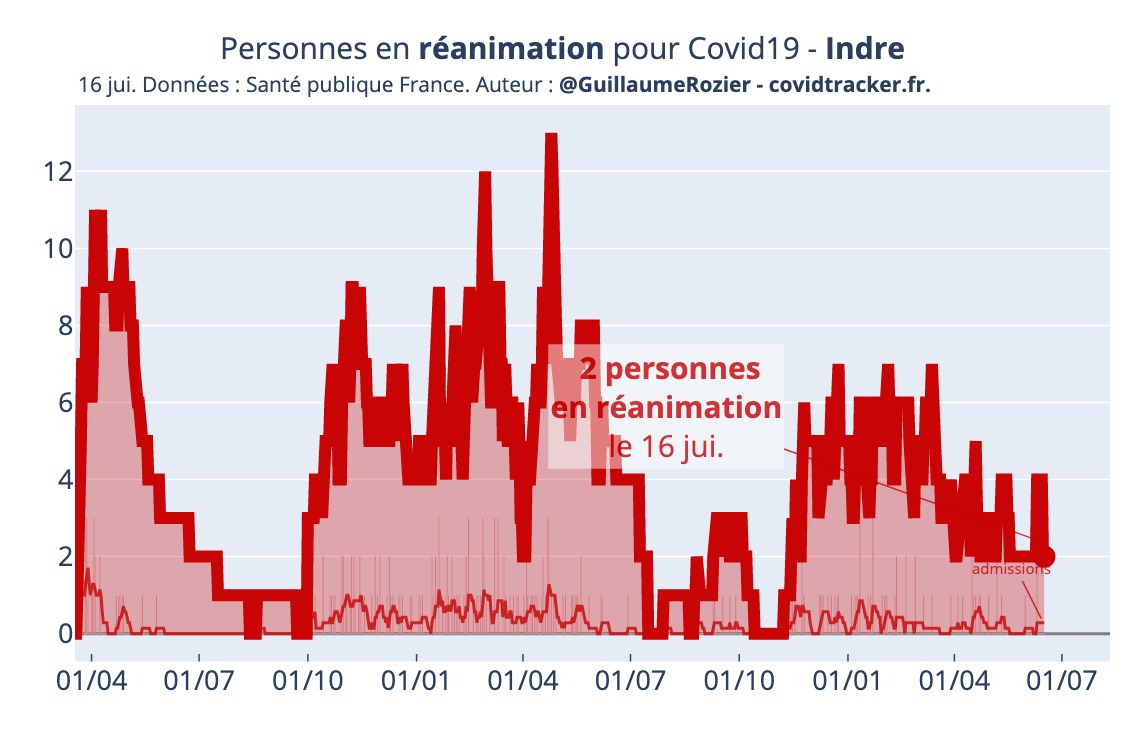 Personnes en réanimation pour Covid19 - Indre
16 jui. Données : Santé publique France. Auteur : @GuillaumeRozier - covidtracker.fr.
12
10
8
6
4
2
0
2 personnes
en réanimation
le 16 jui.
admissions
01/04 01/07 01/10 01/01 01/04 01/07 01/10 01/01 01/04 01/07